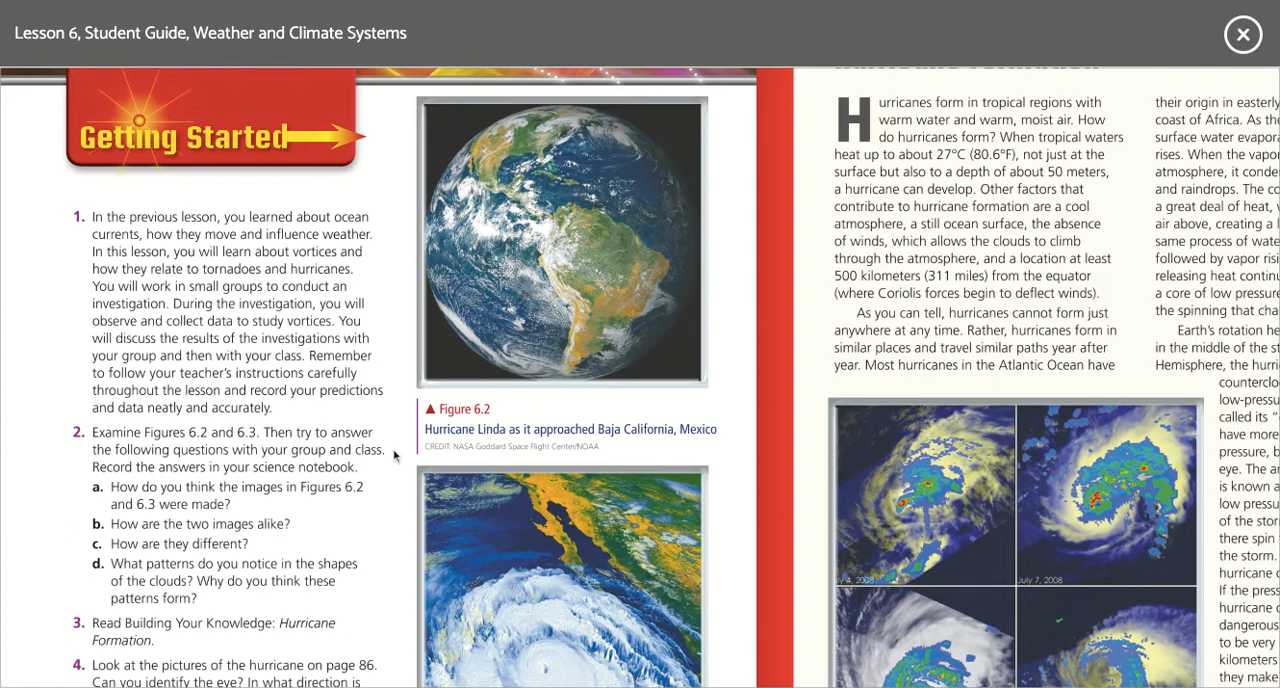 Lesson 6, Student Guide, Weather and Climate Systems
Getting Started
1. In the previous lesson, you learned about ocean
currents, how they move and influence weather.
In this lesson, you will learn about vortices and
how they relate to tornadoes and hurricanes.
You will work in small groups to conduct an
investigation. During the investigation, you will
observe and collect data to study vortices. You
will discuss the results of the investigations with
your group and then with your class. Remember
to follow your teacher's instructions carefully
throughout the lesson and record your predictions
and data neatly and accurately.
2. Examine Figures 6.2 and 6.3. Then try to answer
the following questions with your group and class.
Record the answers in your science notebook.
a. How do you think the images in Figures 6.2
and 6.3 were made?
b. How are the two images alike?
c. How are they different?
d. What patterns do you notice in the shapes
of the clouds? Why do you think these
patterns form?
3. Read Building Your Knowledge: Hurricane
Formation.
4. Look at the pictures of the hurricane on page 86.
Can you identify the eye? In what direction is
▲ Figure 6.2
Hurricane Linda as it approached Baja California, Mexico
CREDIT: NASA Goddard Space Flight Center/NOAA
Hurricanes form in tropical regions with
warm water and warm, moist air. How
do hurricanes form? When tropical waters
heat up to about 27°C (80.6°F), not just at the
surface but also to a depth of about 50 meters,
a hurricane can develop. Other factors that
contribute to hurricane formation are a cool
atmosphere, a still ocean surface, the absence
of winds, which allows the clouds to climb
through the atmosphere, and a location at least
500 kilometers (311 miles) from the equator
(where Coriolis forces begin to deflect winds).
As you can tell, hurricanes cannot form just
anywhere at any time. Rather, hurricanes form in
similar places and travel similar paths year after
year. Most hurricanes in the Atlantic Ocean have
y 4, 2008
July 7, 2008
their origin in easterly
coast of Africa. As the
surface water evapor
rises. When the vapo
atmosphere, it conde
and raindrops. The co
a great deal of heat,
air above, creating a
same process of wate
followed by vapor risi
releasing heat continu
a core of low pressure
the spinning that cha
Earth's rotation he
in the middle of the st
Hemisphere, the hurri
counterclo
low-pressu
called its "
have more
pressure, b
eye. The a
is known a
low pressu
of the stor
there spin
the storm.
hurricane
If the press
hurricane
dangerous
to be very
kilometers
they make